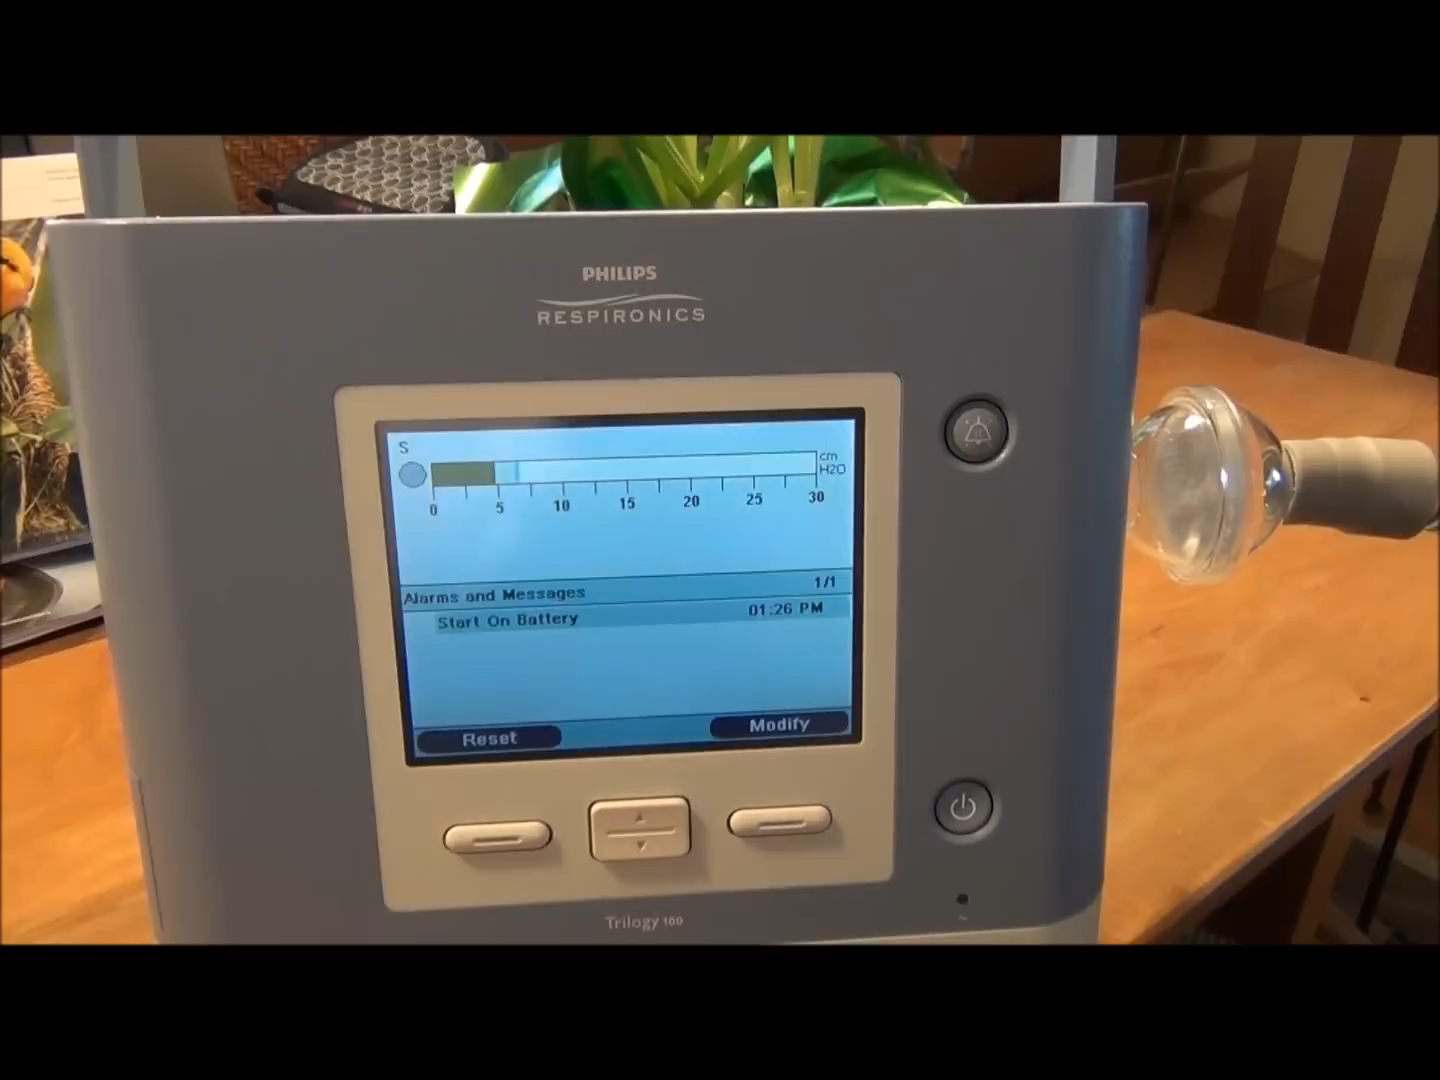 PHILIPS
RESPIRONICS
S
cm
H2O
0 5 10 15 20 25 30
Alarms and Messages 1/1
Start On Battery 01:26 PM
Reset Modify
Trilogy 100